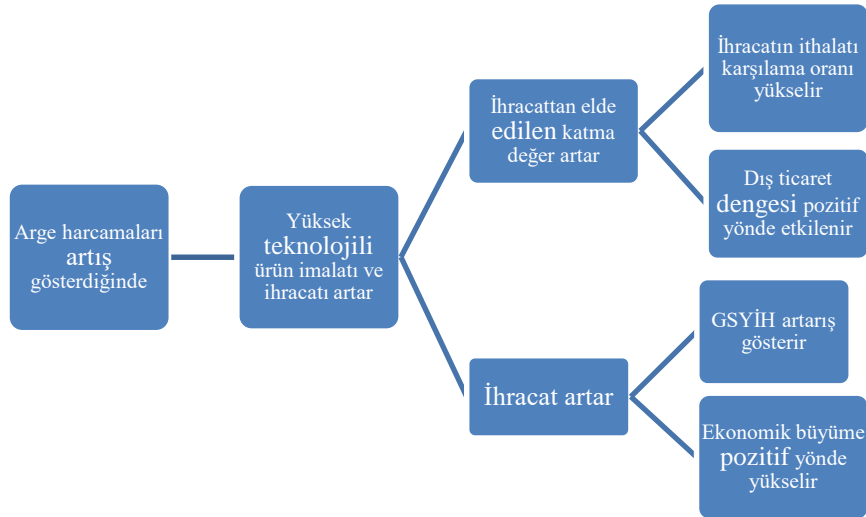 Arge harcamaları
artış
gösterdiğinde
Yüksek
teknolojili
ürün imalatı ve
ihracatı artar
İhracattan elde
edilen katma
değer artar
İhracatın ithalatı
karşılama oranı
yükselir
Dış ticaret
dengesi pozitif
yönde etkilenir
İhracat artar
GSYİH artarış
gösterir
Ekonomik büyüme
pozitif yönde
yükselir